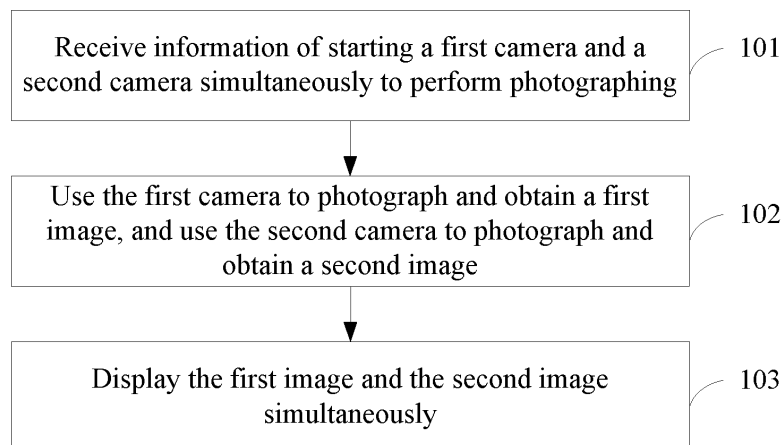 Receive information of starting a first camera and a
second camera simultaneously to perform photographing
101
Use the first camera to photograph and obtain a first
image, and use the second camera to photograph and
obtain a second image
102
Display the first image and the second image
simultaneously
103